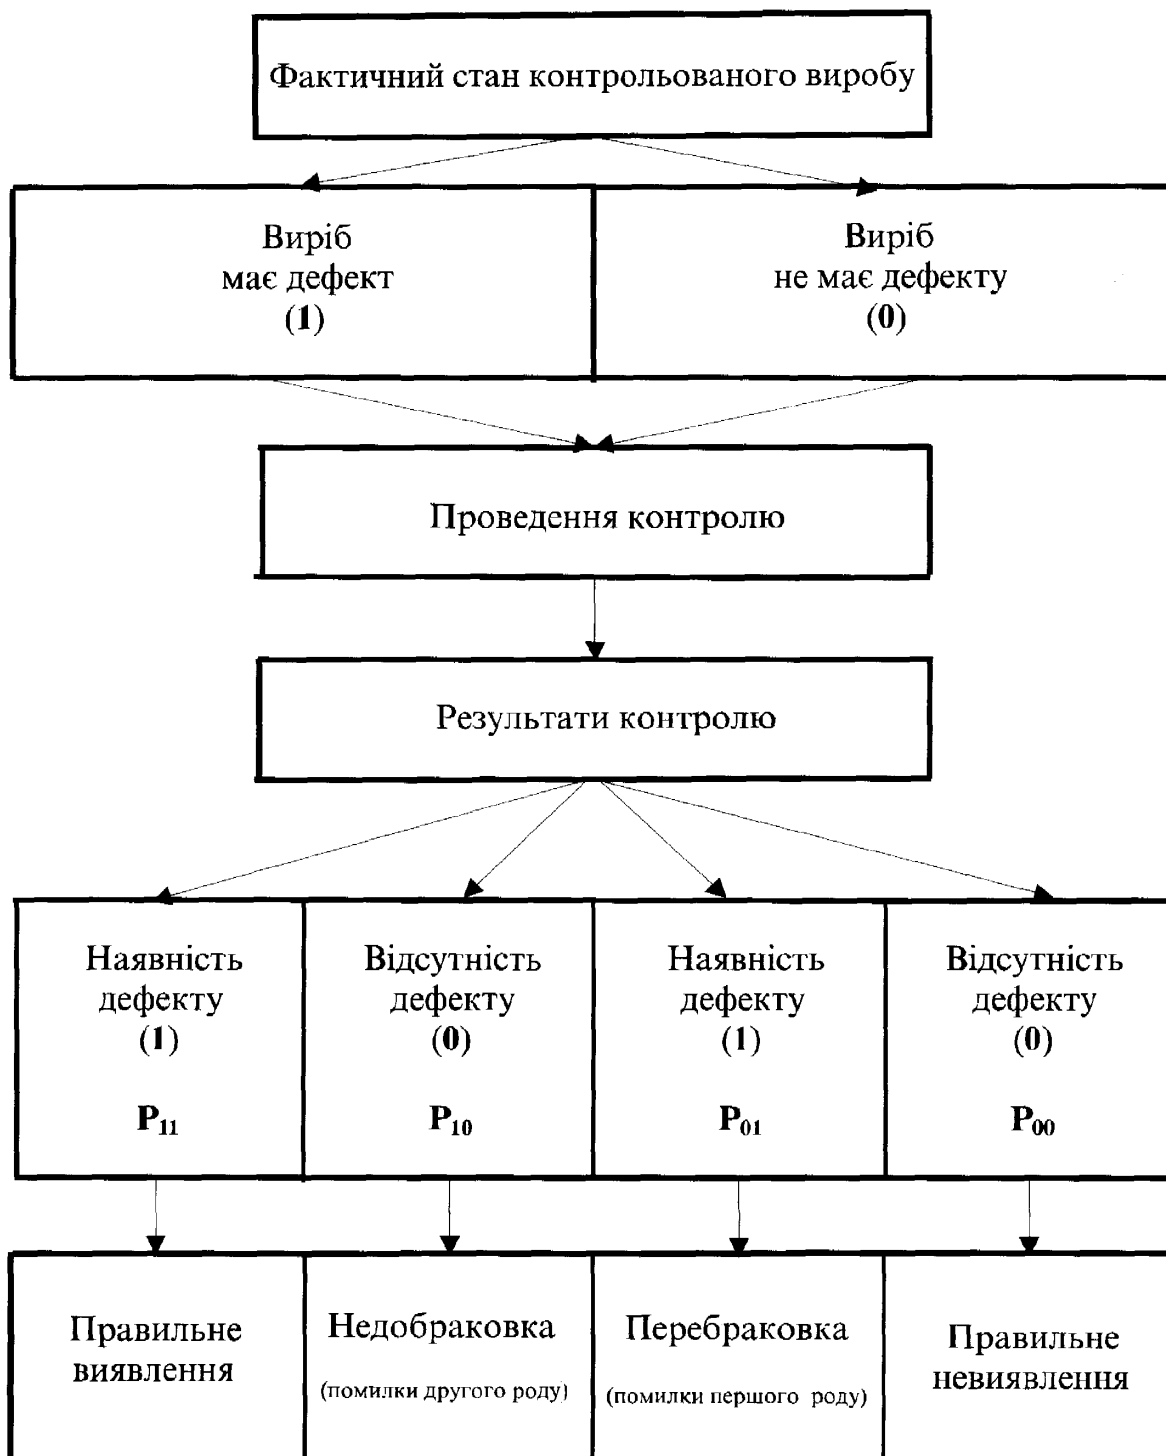 Фактичний стан контрольованого виробу
Виріб
має дефект
(1)
Виріб
не має дефекту
(0)
Проведення контролю
Результати контролю
Наявність
дефекту
(1)
P₁₁
Відсутність
дефекту
(0)
P₁₀
Наявність
дефекту
(1)
P₀₁
Відсутність
дефекту
(0)
P₀₀
Правильне
виявлення
Недобраковка
(помилки другого роду)
Перебраковка
(помилки першого роду)
Правильне
невиявлення